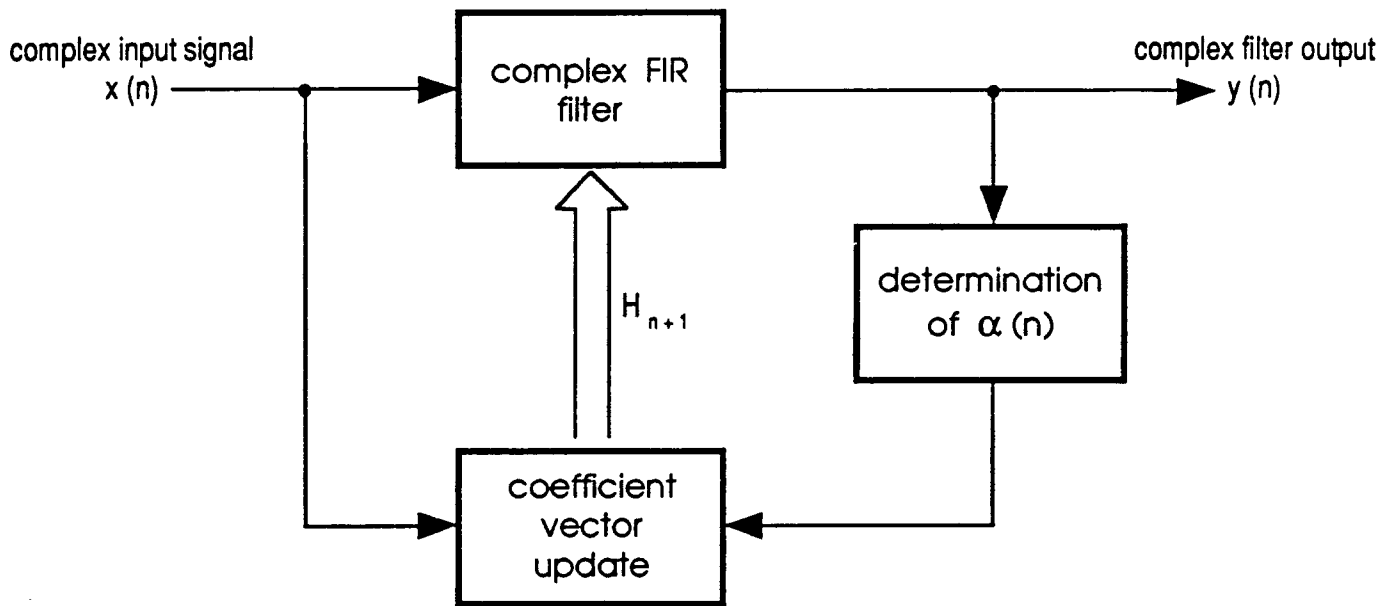 complex input signal
x (n)
complex FIR
filter
complex filter output
y (n)
determination
of α (n)
H n + 1
coefficient
vector
update